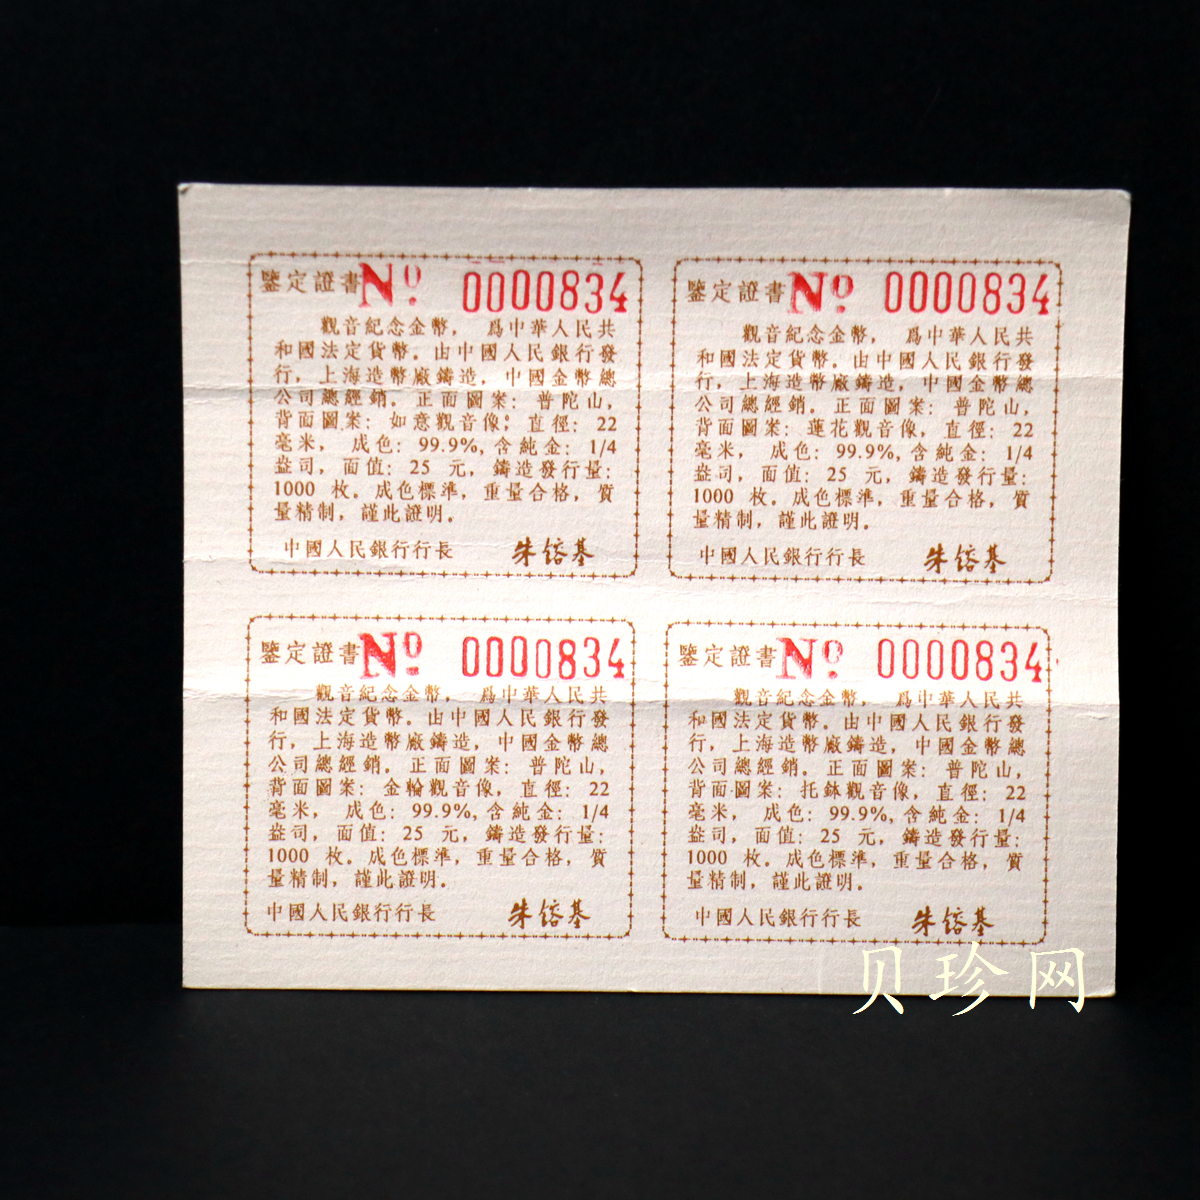 鑒定證書 No. 0000834
觀音紀念金幣， 爲中華人民共
和國法定貨幣。由中國人民銀行發
行，上海造幣廠鑄造，中國金幣總
公司總經銷。正面圖案：普陀山，
背面圖案：如意觀音像，直徑：22
毫米， 成色：99.9%,含純金：1/4
盎司，面值：25 元，鑄造發行量：
1000 枚。成色標準，重量合格，質
量精制，謹此證明。
中國人民銀行行長 朱鎔基
鑒定證書 No. 0000834
觀音紀念金幣， 爲中華人民共
和國法定貨幣。由中國人民銀行發
行，上海造幣廠鑄造，中國金幣總
公司總經銷。正面圖案：普陀山，
背面圖案：蓮花觀音像，直徑：22
毫米， 成色：99.9%,含純金：1/4
盎司，面值：25 元，鑄造發行量：
1000 枚。成色標準，重量合格，質
量精制，謹此證明。
中國人民銀行行長 朱鎔基
鑒定證書 No. 0000834
觀音紀念金幣， 爲中華人民共
和國法定貨幣。由中國人民銀行發
行，上海造幣廠鑄造，中國金幣總
公司總經銷。正面圖案：普陀山，
背面圖案：金輪觀音像，直徑：22
毫米， 成色：99.9%,含純金：1/4
盎司，面值：25 元，鑄造發行量：
1000 枚。成色標準，重量合格，質
量精制，謹此證明。
中國人民銀行行長 朱鎔基
鑒定證書 No. 0000834
觀音紀念金幣， 爲中華人民共
和國法定貨幣。由中國人民銀行發
行，上海造幣廠鑄造，中國金幣總
公司總經銷。正面圖案：普陀山，
背面圖案：托鉢觀音像，直徑：22
毫米， 成色：99.9%,含純金：1/4
盎司，面值：25 元，鑄造發行量：
1000 枚。成色標準，重量合格，質
量精制，謹此證明。
中國人民銀行行長 朱鎔基
贝珍网